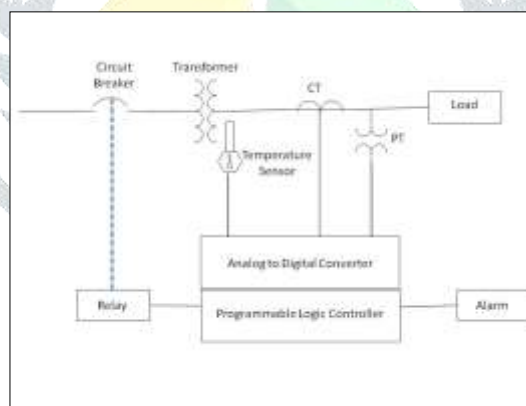 Circuit
Breaker
Transformer
CT
Load
PT
Temperature
Sensor
Analog to Digital Converter
Relay
Programmable Logic Controller
Alarm